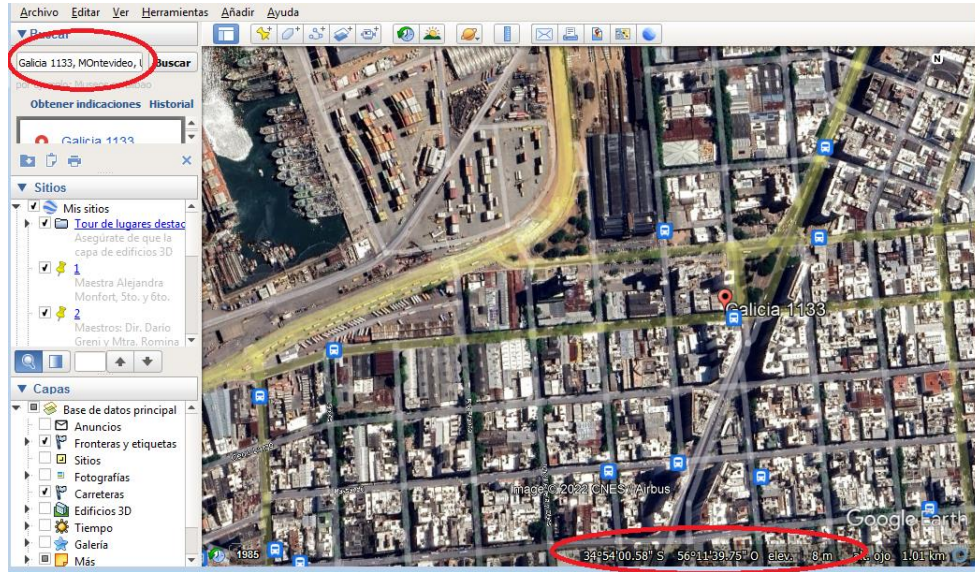 Archivo Editar Ver Herramientas Añadir Ayuda
Buscar
Galicia 1133, MOntevideo, U
Buscar
Obtener indicaciones Historial
Galicia 1133
Sitios
Mis sitios
Tour de lugares destac
Asegúrate de que la
capa de edificios 3D
1
Maestra Alejandra
Monfort, 5to. y 6to.
2
Maestros: Dir. Darío
Greni y Mtra. Romina
Capas
Base de datos principal
Anuncios
Fronteras y etiquetas
Sitios
Fotografías
Carreteras
Edificios 3D
Tiempo
Galería
Más
N
Galicia 1133
Image © 2022 CNES / Airbus
Google Earth
1985
34°54'00.58" S 56°11'39.75" O elev. 8 m alt. ojo 1.01 km